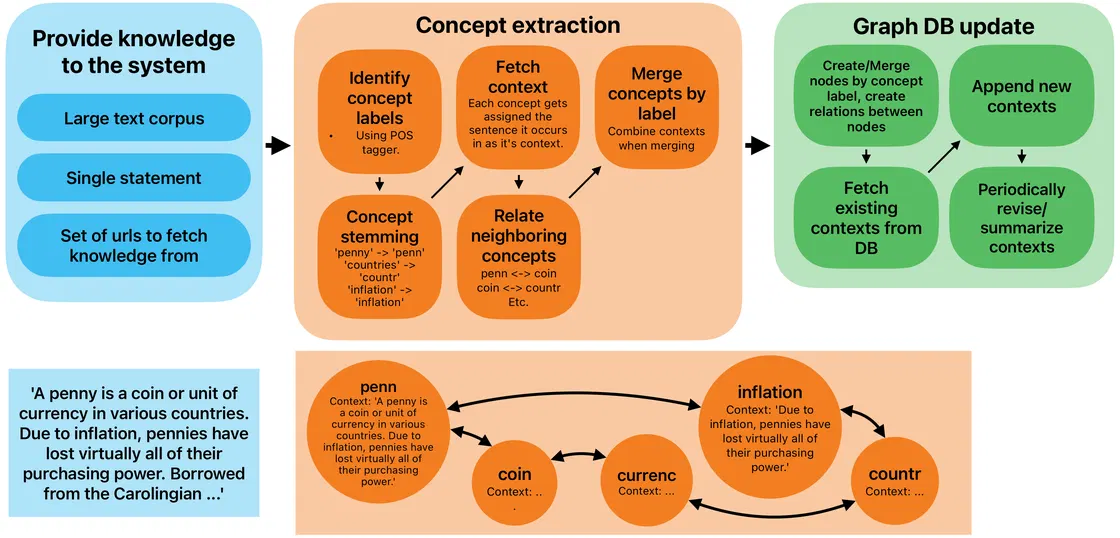 Provide knowledge
to the system
Large text corpus
Single statement
Set of urls to fetch
knowledge from
Concept extraction
Identify
concept
labels
• Using POS
tagger.
Concept
stemming
'penny' -> 'penn'
'countries' ->
'countr'
'inflation' ->
'inflation'
Fetch
context
Each concept gets
assigned the
sentence it occurs
in as it's context.
Relate
neighboring
concepts
penn <-> coin
coin <-> countr
Etc.
Merge
concepts by
label
Combine contexts
when merging
Graph DB update
Create/Merge
nodes by concept
label, create
relations between
nodes
Fetch
existing
contexts from
DB
Append new
contexts
Periodically
revise/
summarize
contexts
'A penny is a coin or unit of
currency in various countries.
Due to inflation, pennies have
lost virtually all of their
purchasing power. Borrowed
from the Carolingian ...'
penn
Context: 'A penny is
a coin or unit of
currency in various
countries. Due to
inflation, pennies have
lost virtually all of
their purchasing
power.'
coin
Context: ..
.
currenc
Context: ...
inflation
Context: 'Due to
inflation, pennies have
lost virtually all of
their purchasing
power.'
countr
Context: ...